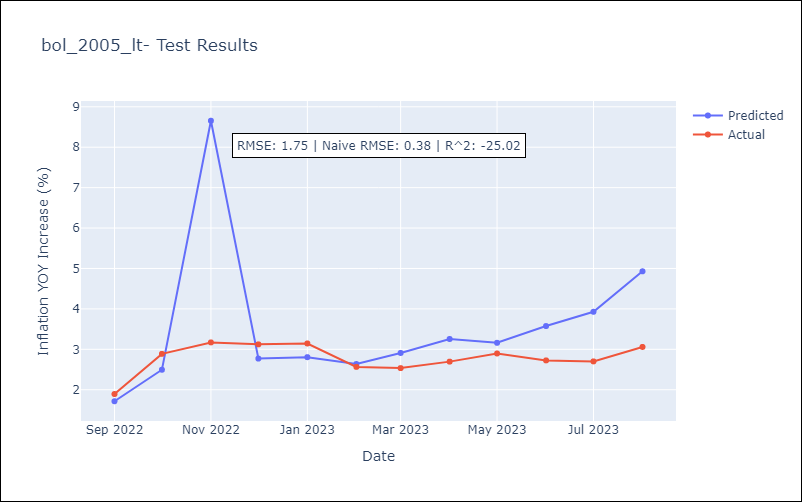 bol_2005_lt- Test Results
9
8
7
6
5
4
3
2
Inflation YOY Increase (%)
RMSE: 1.75 | Naive RMSE: 0.38 | R^2: -25.02
Predicted
Actual
Sep 2022
Nov 2022
Jan 2023
Mar 2023
May 2023
Jul 2023
Date